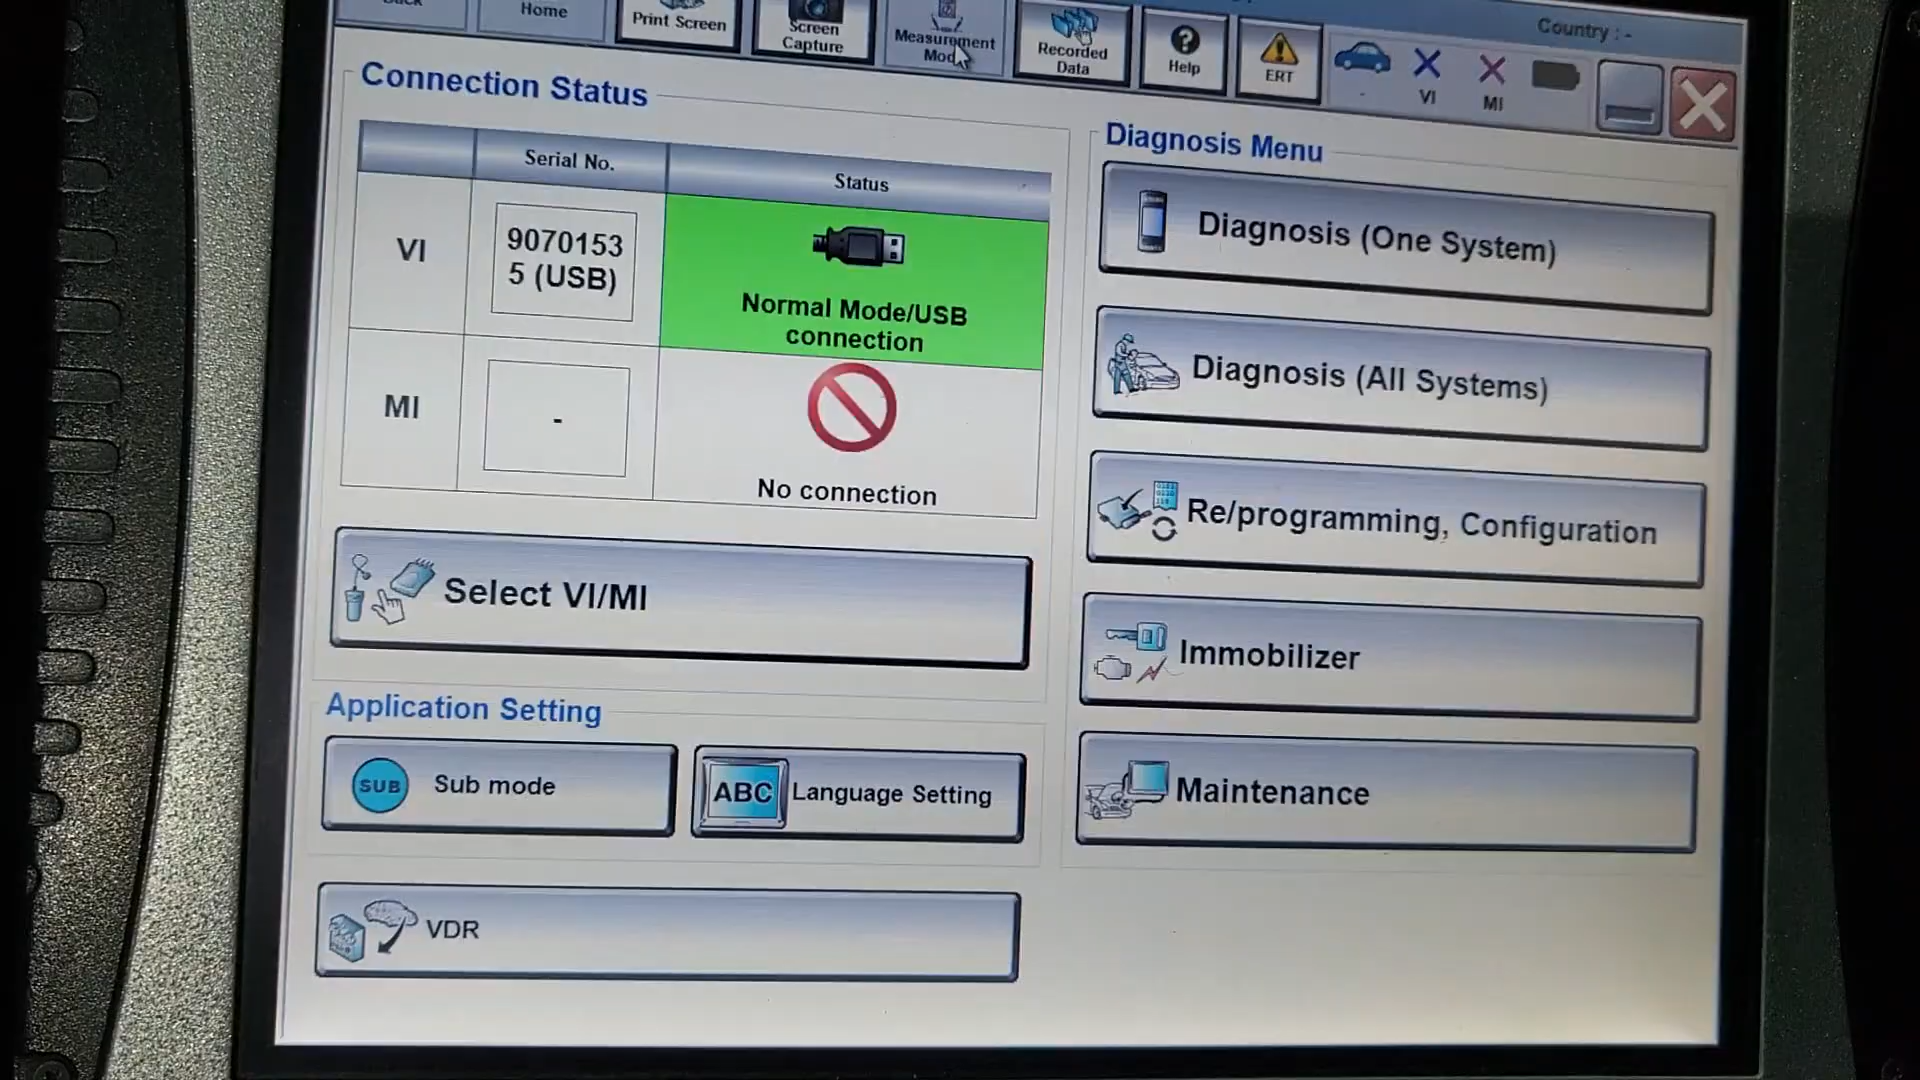 Back
Home
Print Screen
Screen
Capture
Measurement
Mode
Recorded
Data
Help
ERT
Country : -
-
VI
MI
Connection Status
Serial No.
Status
VI
9070153
5 (USB)
Normal Mode/USB
connection
MI
-
No connection
Select VI/MI
Application Setting
SUB
Sub mode
ABC
Language Setting
VDR
Diagnosis Menu
Diagnosis (One System)
Diagnosis (All Systems)
Re/programming, Configuration
Immobilizer
Maintenance